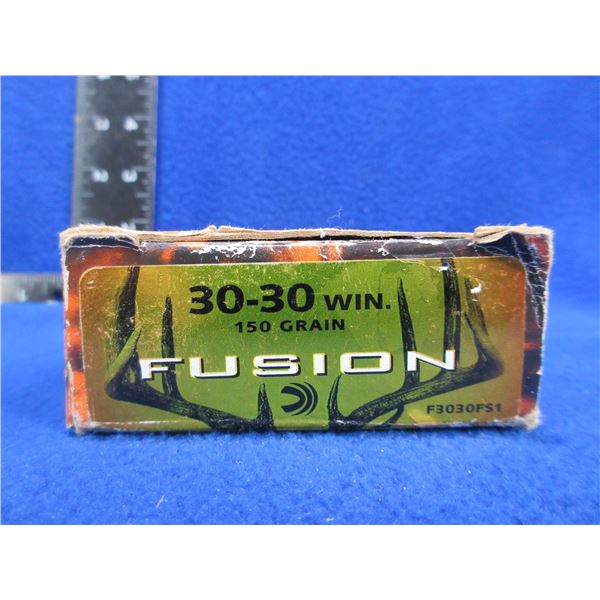 30-30 WIN.
150 GRAIN
FUSION
F3030FS1